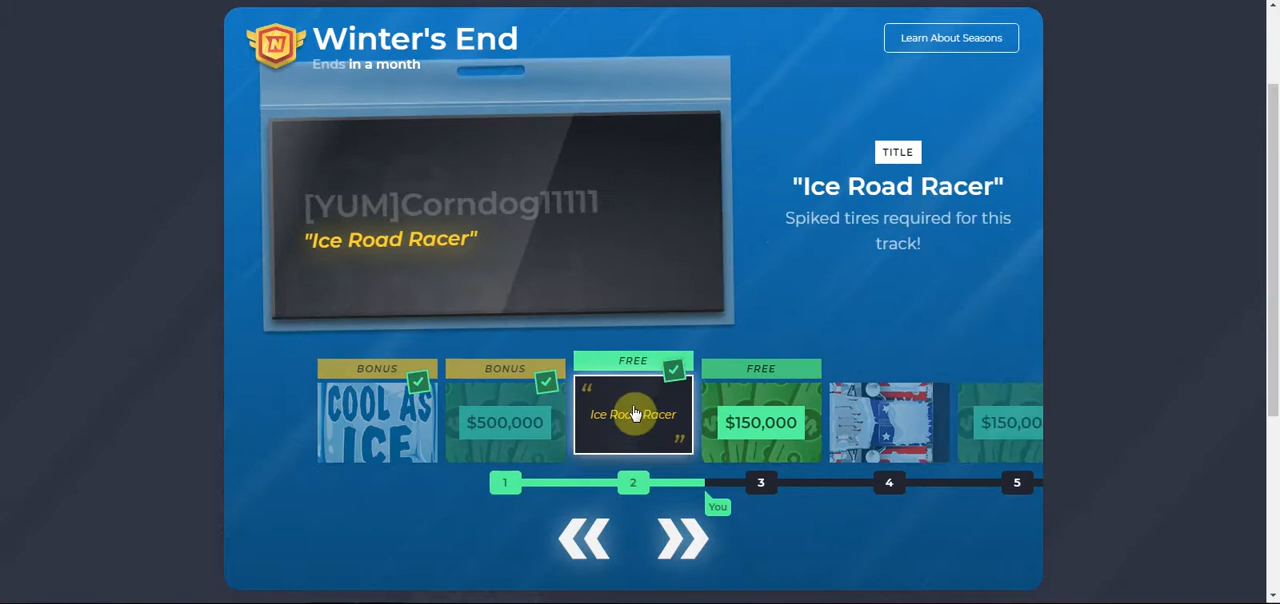 N
Winter's End
Ends in a month
Learn About Seasons
[YUM]Corndog11111
"Ice Road Racer"
TITLE
"Ice Road Racer"
Spiked tires required for this
track!
BONUS
BONUS
FREE
FREE
COOL AS
ICE
$500,000
“
Ice Road Racer
”
$150,000
$150,00
1
2
3
4
5
You